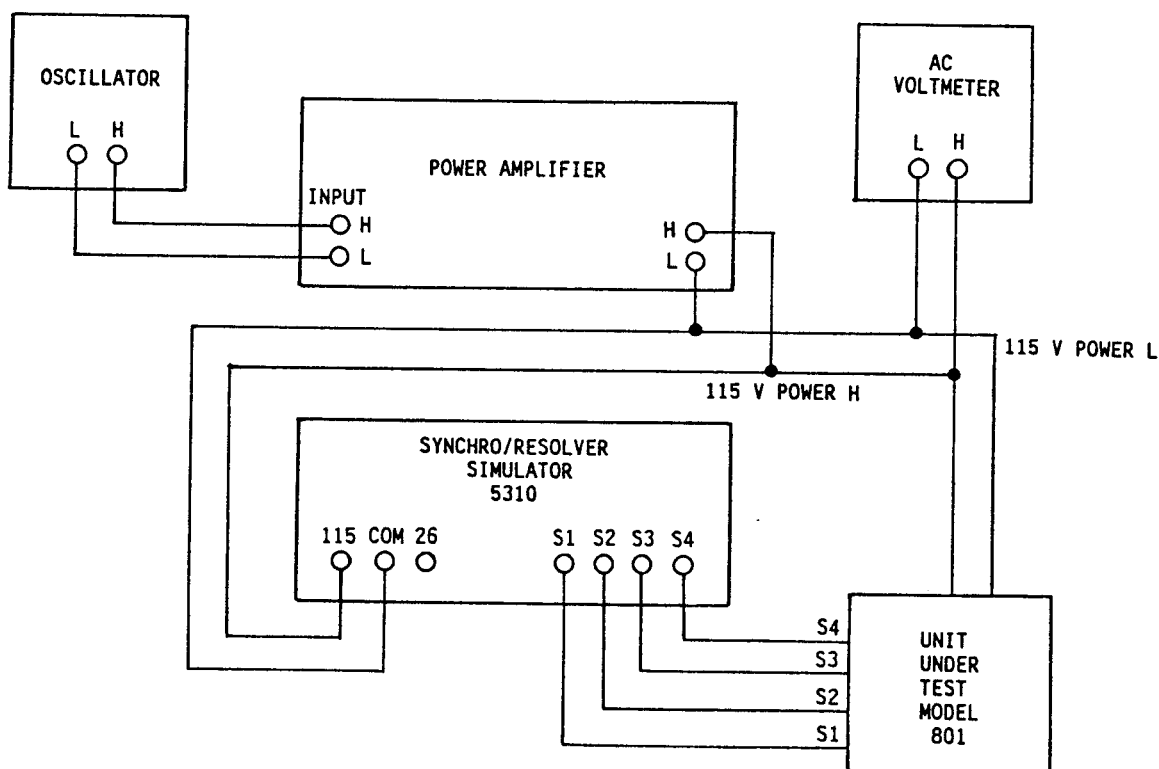 OSCILLATOR
L H
POWER AMPLIFIER
INPUT
H
L
H
L
AC
VOLTMETER
L H
115 V POWER L
115 V POWER H
SYNCHRO/RESOLVER
SIMULATOR
5310
115 COM 26
S1 S2 S3 S4
S4
S3
S2
S1
UNIT
UNDER
TEST
MODEL
801